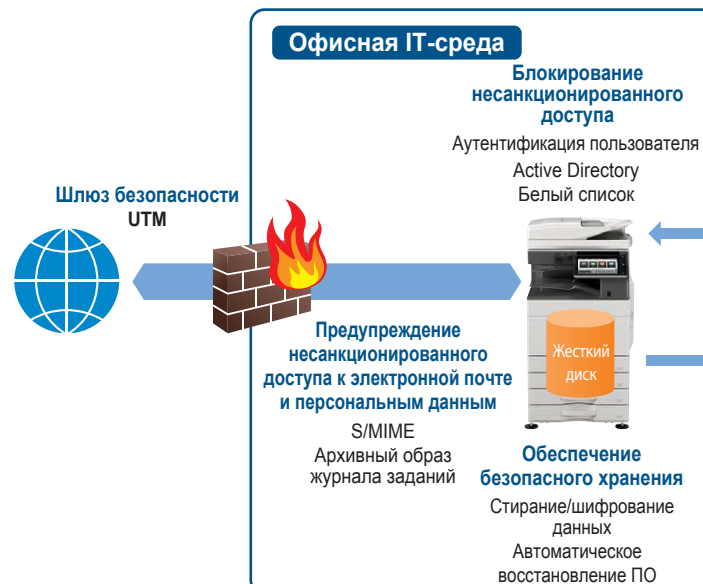 Офисная IT-среда
Блокирование
несанкционированного
доступа
Аутентификация пользователя
Active Directory
Белый список
Шлюз безопасности
UTM
Жесткий
диск
Предупреждение
несанкционированного
доступа к электронной почте
и персональным данным
S/MIME
Архивный образ
журнала заданий
Обеспечение
безопасного хранения
Стирание/шифрование
данных
Автоматическое
восстановление ПО